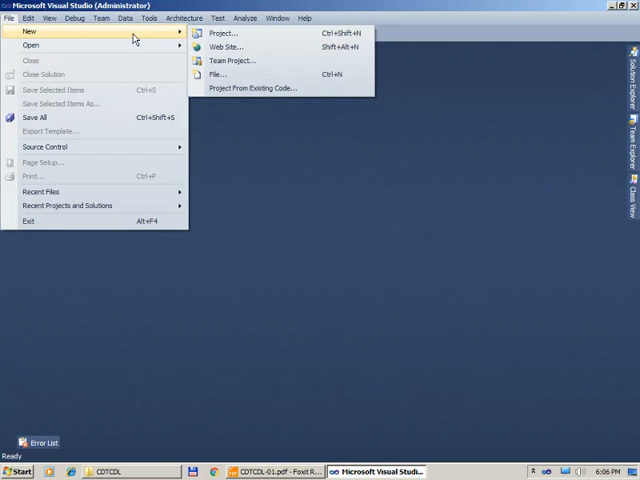 Microsoft Visual Studio (Administrator)
File Edit View Debug Team Data Tools Architecture Test Analyze Window Help
New
Open
Close
Close Solution
Save Selected Items Ctrl+S
Save Selected Items As...
Save All Ctrl+Shift+S
Export Template...
Source Control
Page Setup...
Print... Ctrl+P
Recent Files
Recent Projects and Solutions
Exit Alt+F4
Project... Ctrl+Shift+N
Web Site... Shift+Alt+N
Team Project...
File... Ctrl+N
Project From Existing Code...
Solution Explorer
Team Explorer
Class View
Error List
Ready
Start CDTCDL CDTCDL-01.pdf - Foxit R... Microsoft Visual Studi... 6:06 PM